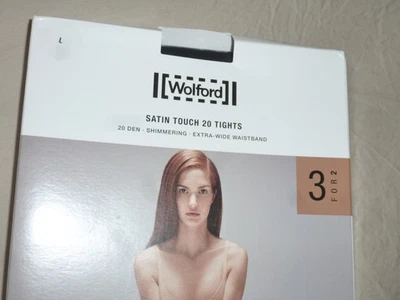 L
Wolford
SATIN TOUCH 20 TIGHTS
20 DEN · SHIMMERING · EXTRA-WIDE WAISTBAND
3
FOR 2